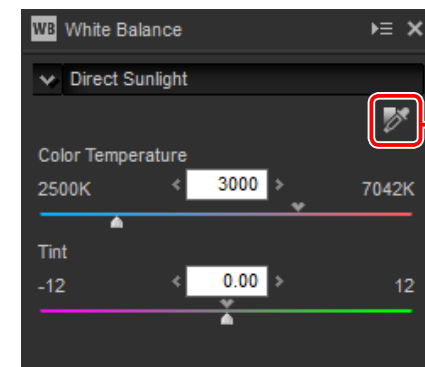 WB White Balance
Direct Sunlight
Color Temperature
2500K 3000 7042K
Tint
-12 0.00 12